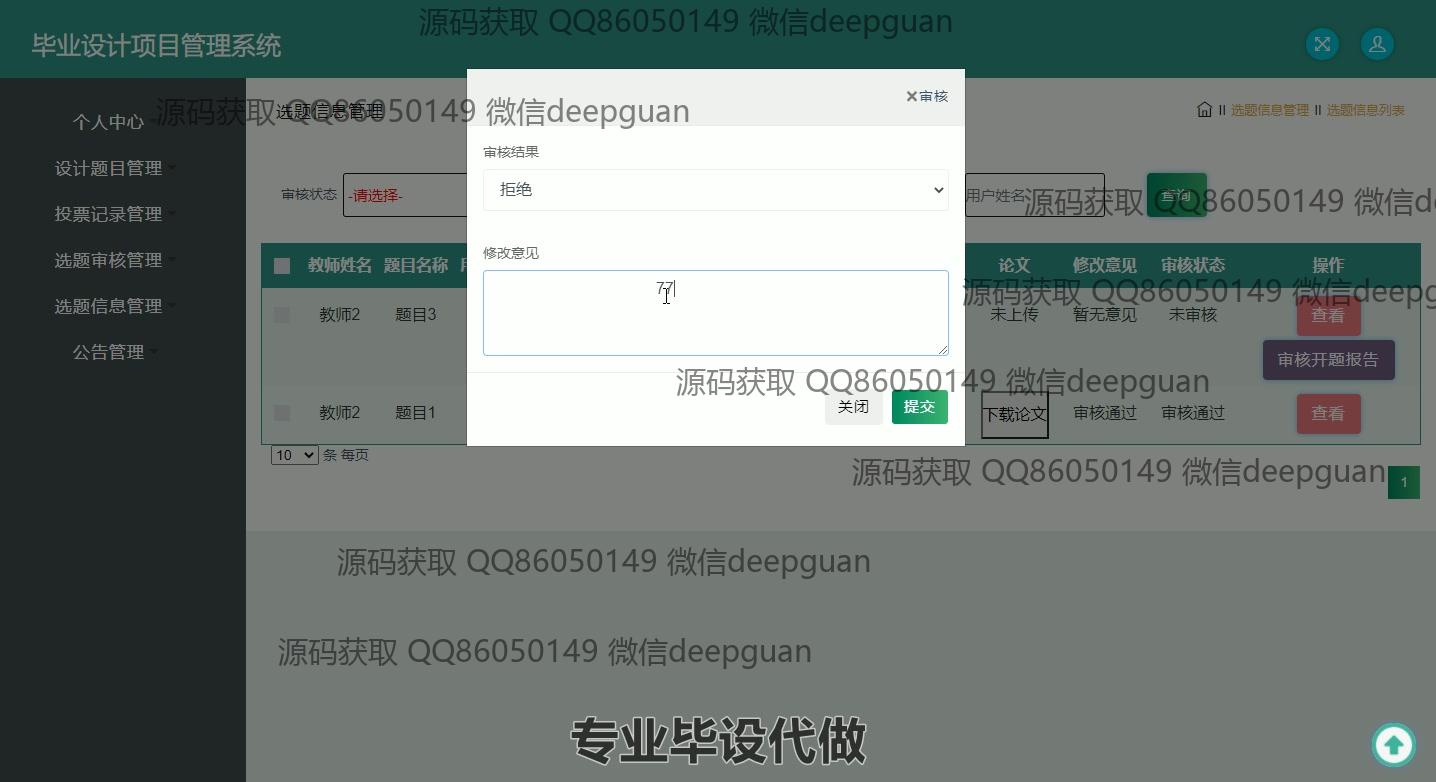 源码获取 QQ86050149 微信deepguan
毕业设计项目管理系统
审核
源码获取 QQ86050149 微信deepguan
选题信息管理
选题信息管理 选题信息列表
个人中心
设计题目管理
投票记录管理
选题审核管理
选题信息管理
公告管理
审核结果
拒绝
审核状态 -请选择- 用户姓名 查询
源码获取 QQ86050149 微信de
修改意见
77
教师姓名 题目名称 论文 修改意见 审核状态 操作
源码获取 QQ86050149 微信deepg
教师2 题目3 未上传 暂无意见 未审核 查看
审核开题报告
源码获取 QQ86050149 微信deepguan
关闭 提交
教师2 题目1 下载论文 审核通过 审核通过 查看
10 条 每页
源码获取 QQ86050149 微信deepguan
1
源码获取 QQ86050149 微信deepguan
源码获取 QQ86050149 微信deepguan
专业毕设代做